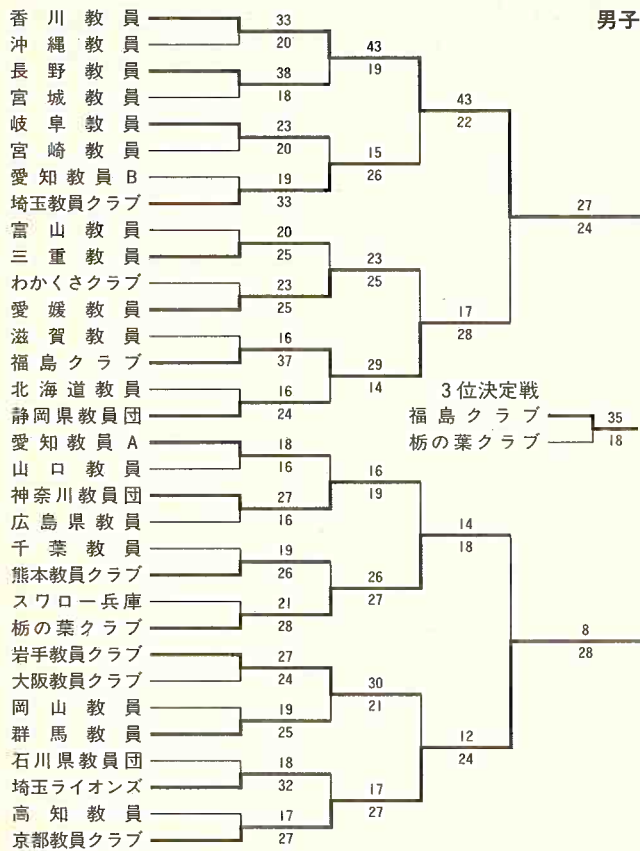 男子
香川教員
沖縄教員
33
20
長野教員
宮城教員
38
18
43
19
岐阜教員
宮崎教員
23
20
愛知教員B
埼玉教員クラブ
19
33
15
26
43
22
富山教員
三重教員
20
25
わかくさクラブ
愛媛教員
23
25
23
25
滋賀教員
福島クラブ
16
37
北海道教員
静岡県教員団
16
24
29
14
17
28
27
24
3位決定戦
福島クラブ
栃の葉クラブ
35
18
愛知教員A
山口教員
18
16
神奈川教員団
広島県教員
27
16
16
19
千葉教員
熊本教員クラブ
19
26
スワロー兵庫
栃の葉クラブ
21
28
26
27
14
18
岩手教員クラブ
大阪教員クラブ
27
24
岡山教員
群馬教員
19
25
30
21
石川県教員団
埼玉ライオンズ
18
32
高知教員
京都教員クラブ
17
27
17
27
12
24
8
28